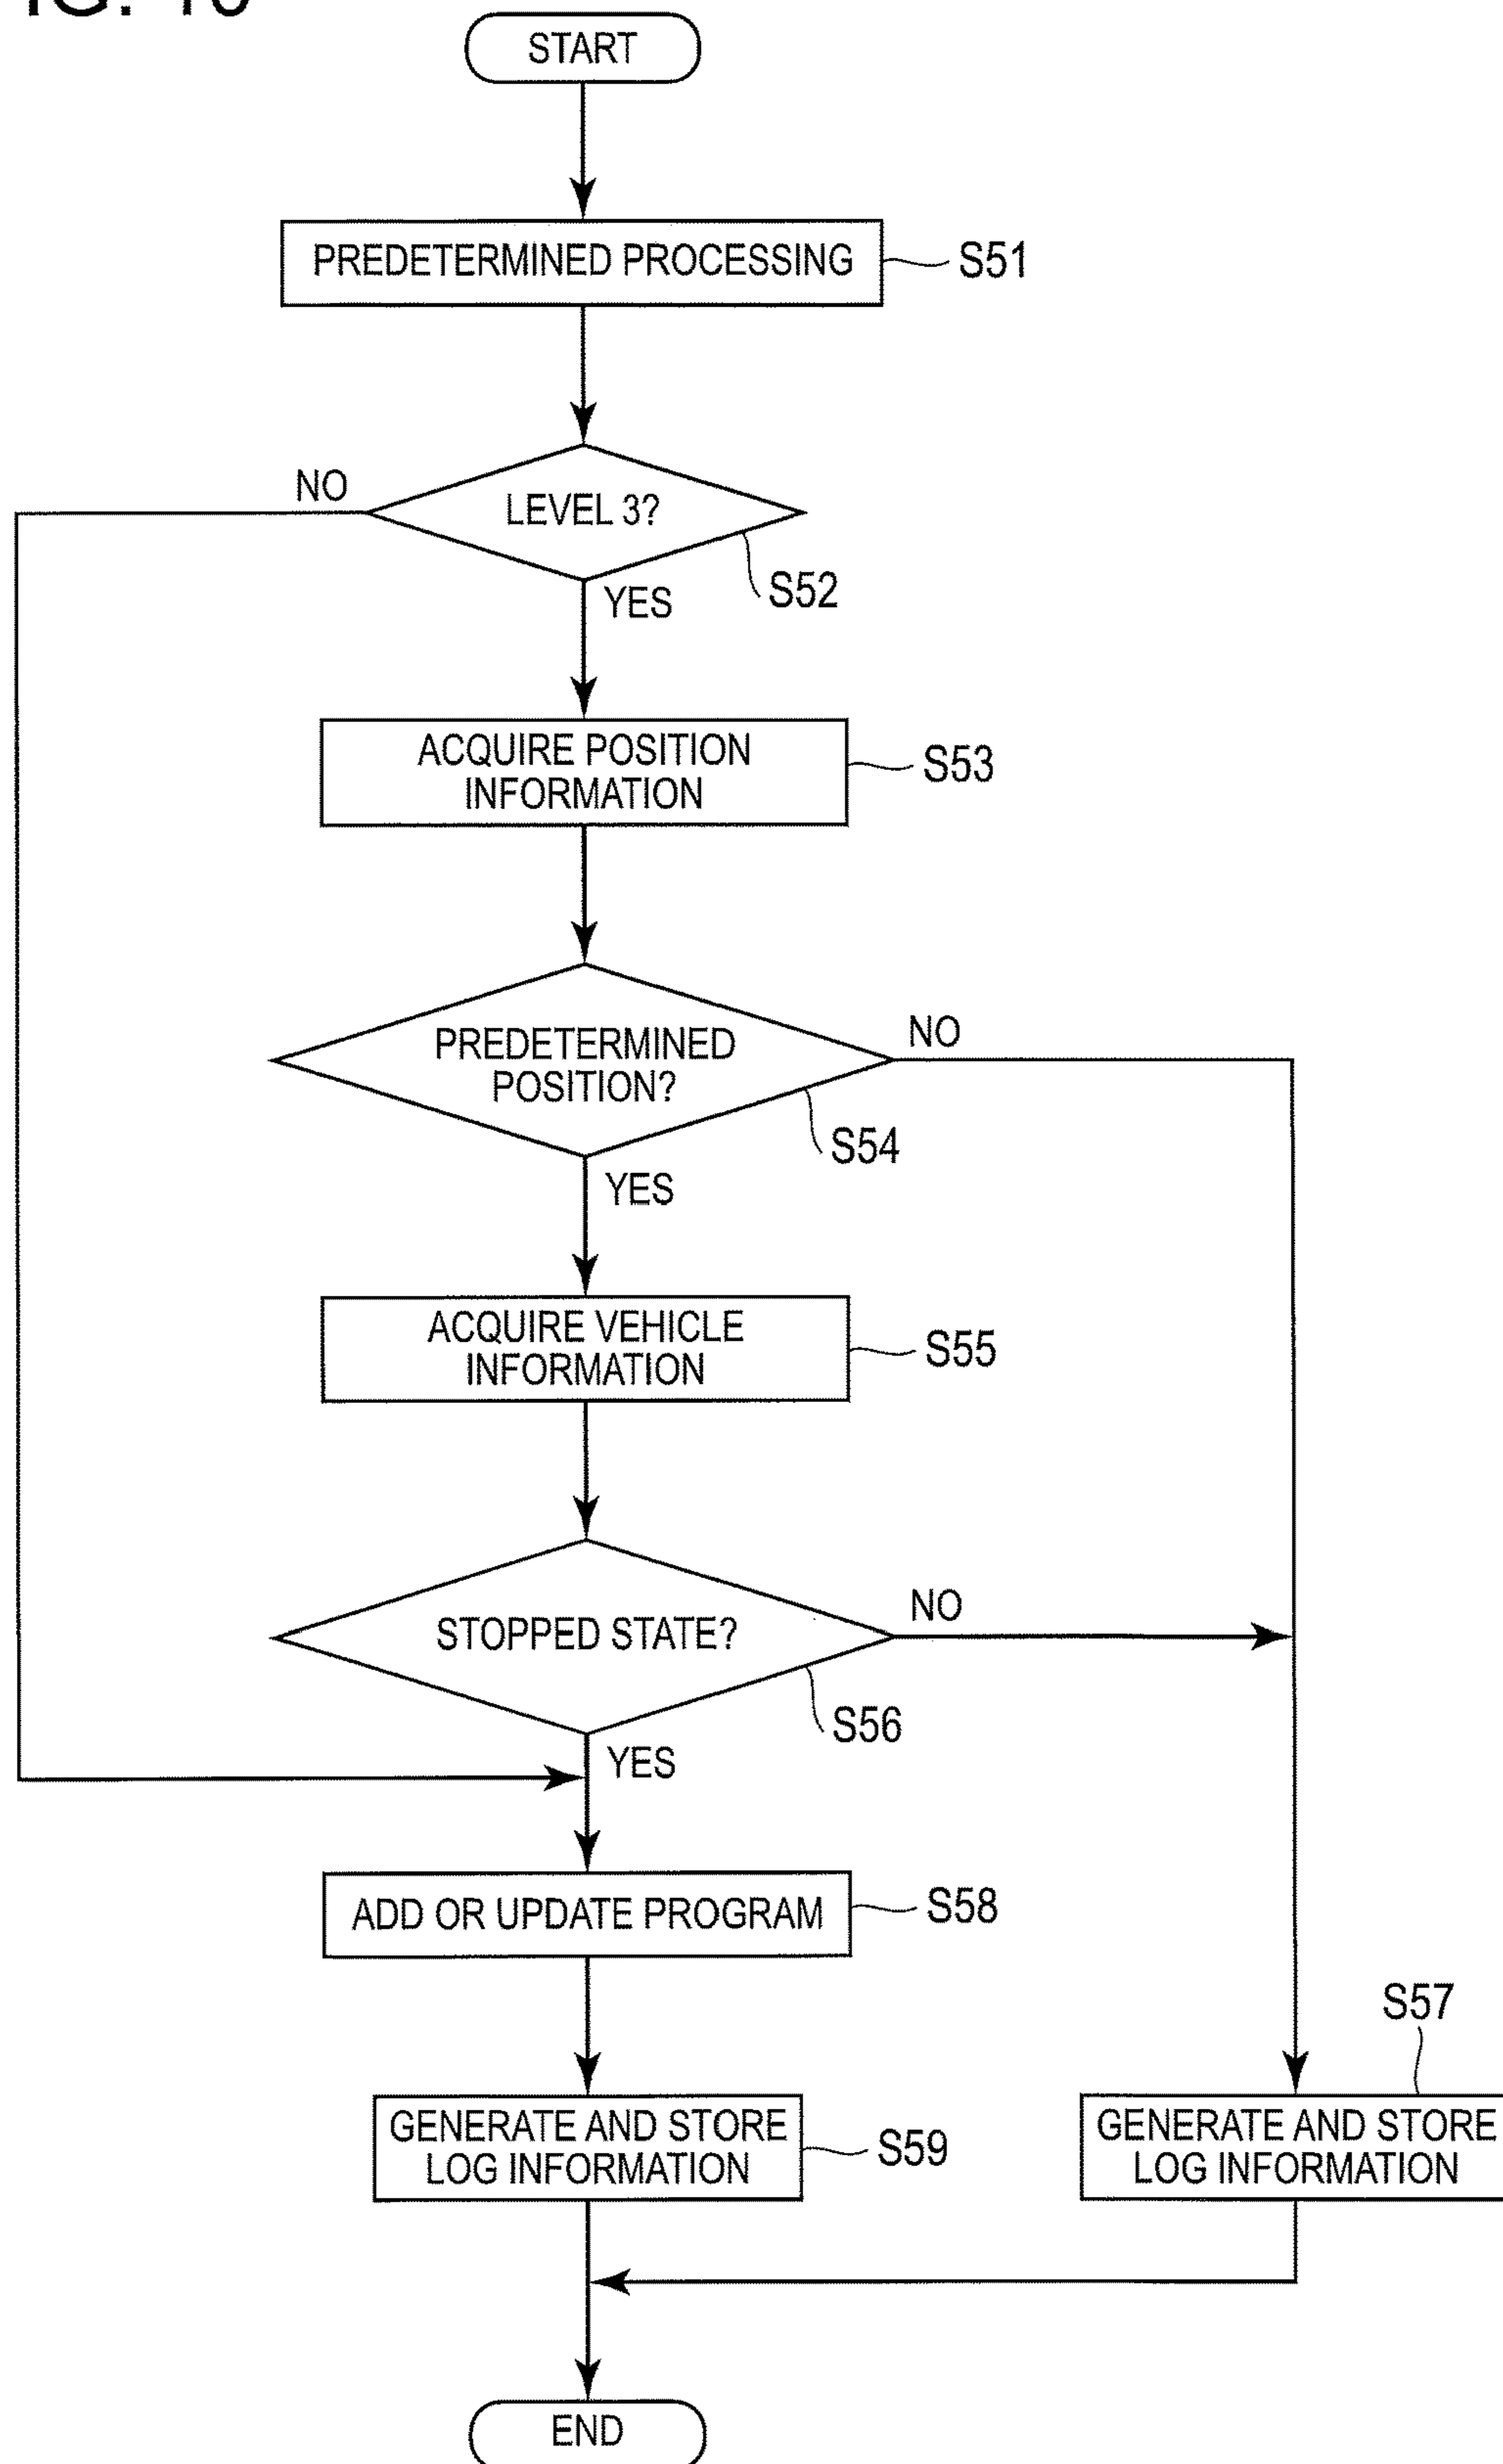 START
PREDETERMINED PROCESSING
S51
NO
LEVEL 3?
S52
YES
ACQUIRE POSITION
INFORMATION
S53
PREDETERMINED
POSITION?
NO
S54
YES
ACQUIRE VEHICLE
INFORMATION
S55
STOPPED STATE?
NO
S56
YES
ADD OR UPDATE PROGRAM
S58
S57
GENERATE AND STORE
LOG INFORMATION
S59
GENERATE AND STORE
LOG INFORMATION
END